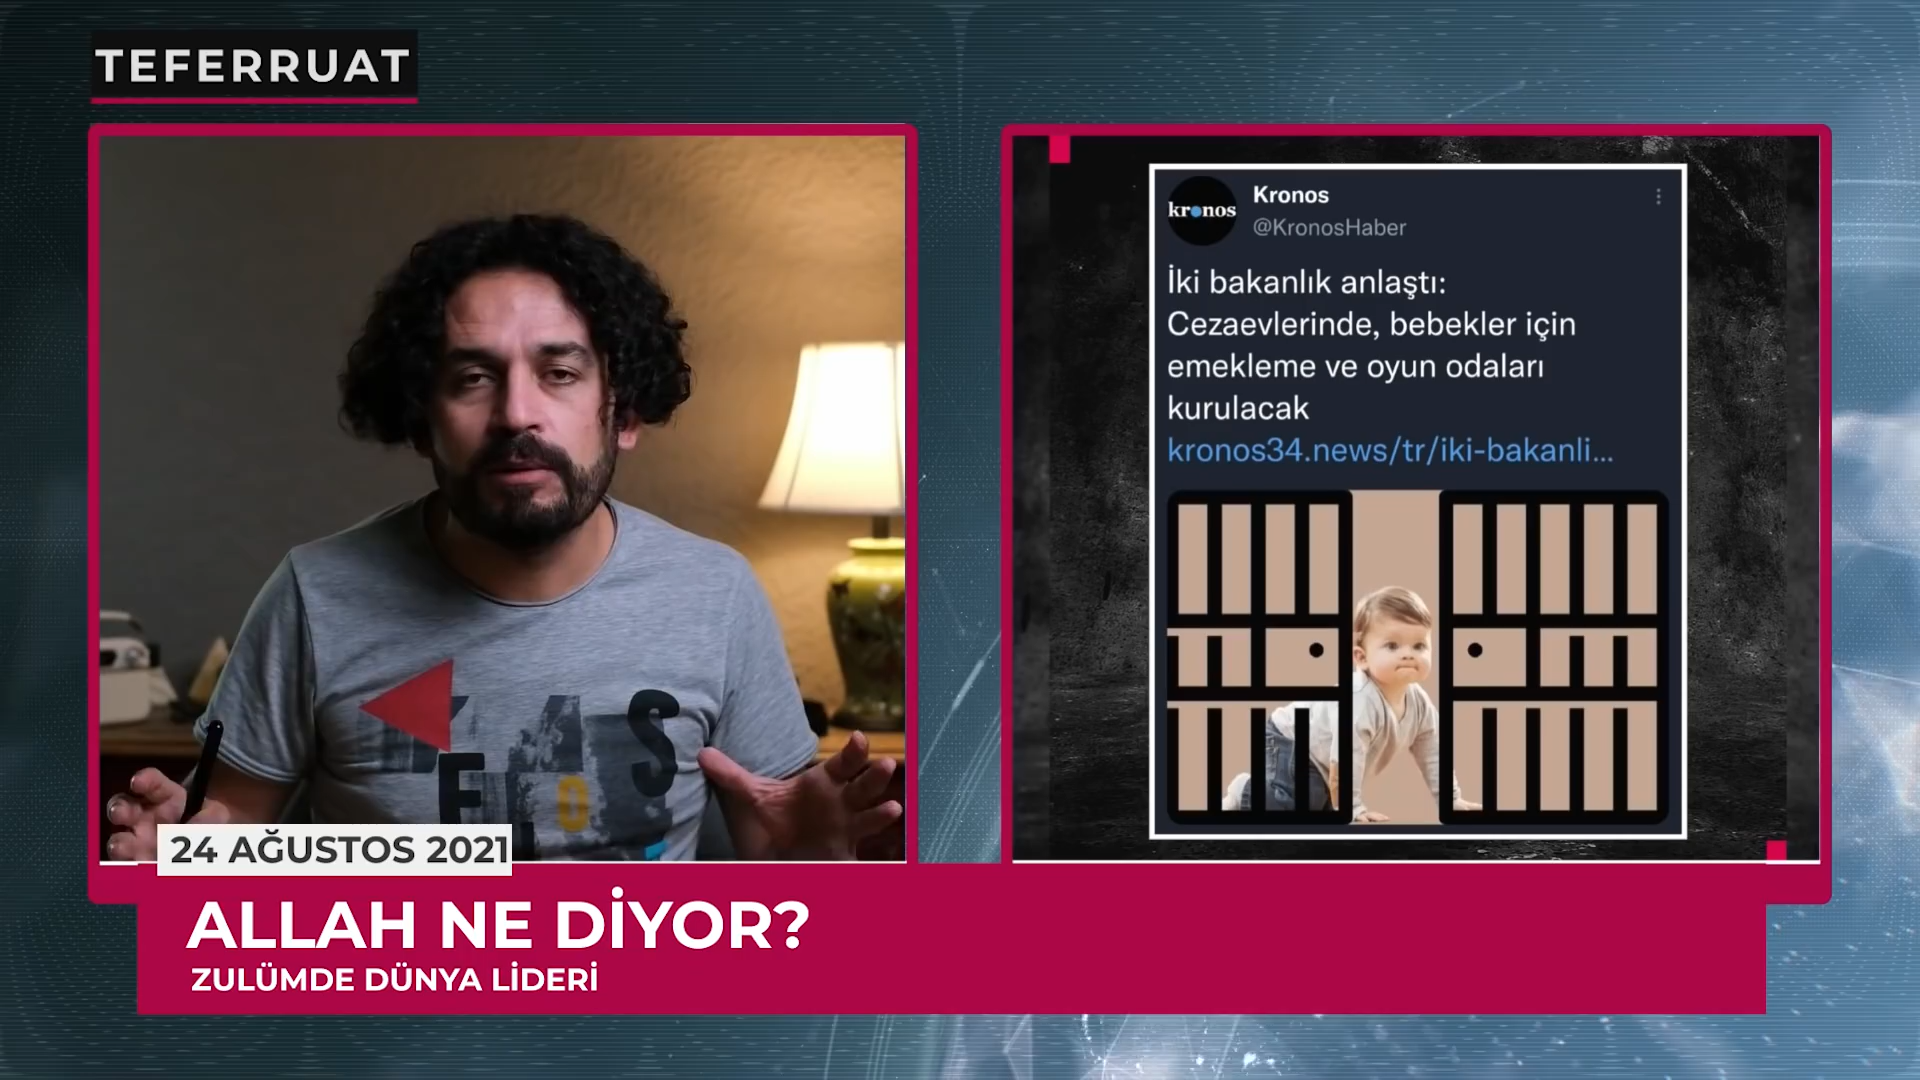 TEFERRUAT
kronos
Kronos
@KronosHaber
İki bakanlık anlaştı:
Cezaevlerinde, bebekler için
emekleme ve oyun odaları
kurulacak
kronos34.news/tr/iki-bakanli...
24 AĞUSTOS 2021
ALLAH NE DİYOR?
ZULÜMDE DÜNYA LİDERİ